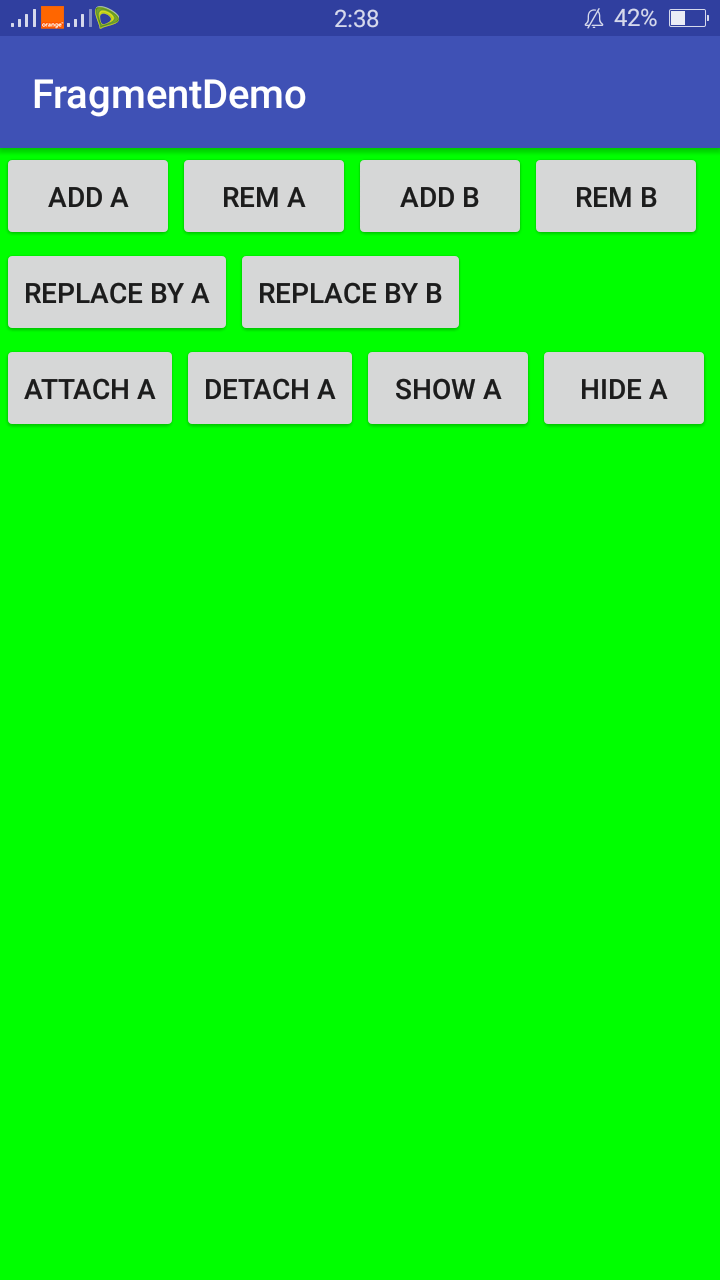 orange 2:38 42%
FragmentDemo
ADD A REM A ADD B REM B
REPLACE BY A REPLACE BY B
ATTACH A DETACH A SHOW A HIDE A